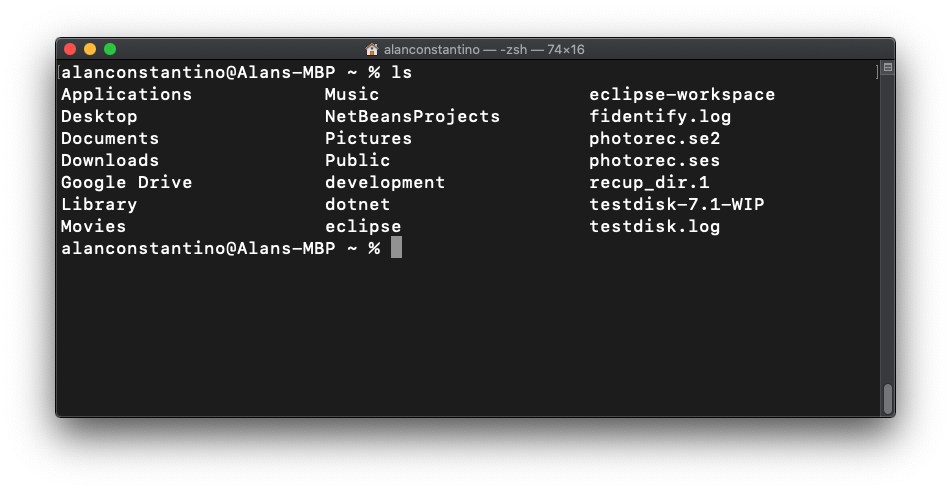 alanconstantino — -zsh — 74×16
[alanconstantino@Alans-MBP ~ % ls ]
Applications Music eclipse-workspace
Desktop NetBeansProjects fidentify.log
Documents Pictures photorec.se2
Downloads Public photorec.ses
Google Drive development recup_dir.1
Library dotnet testdisk-7.1-WIP
Movies eclipse testdisk.log
alanconstantino@Alans-MBP ~ %